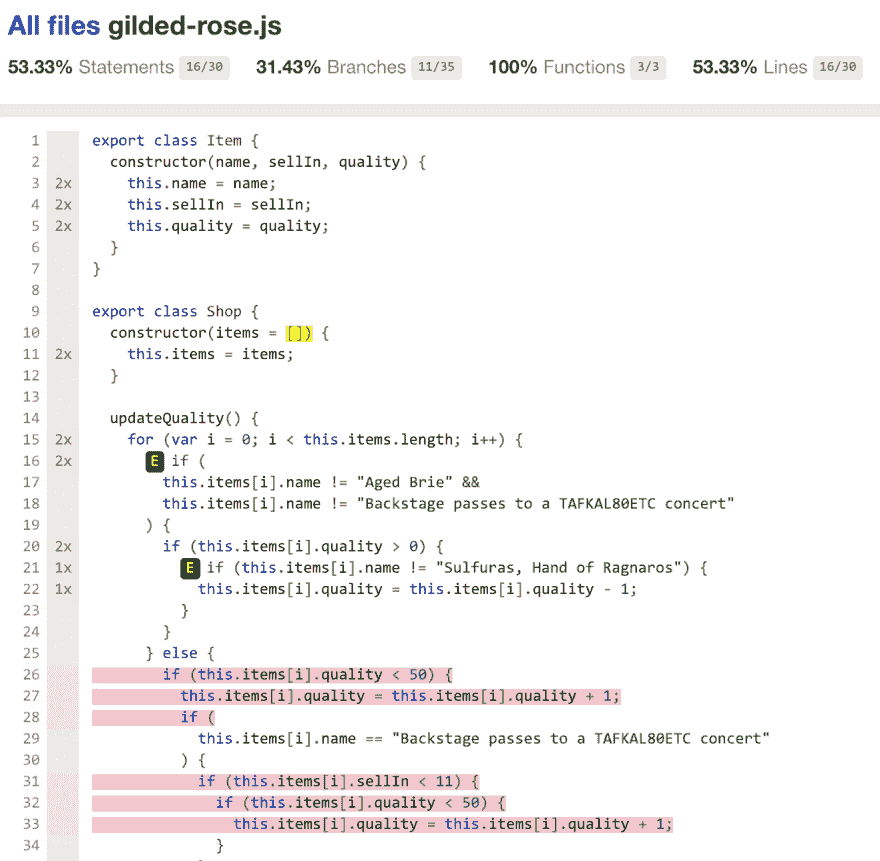 All files gilded-rose.js
53.33% Statements 16/30 31.43% Branches 11/35 100% Functions 3/3 53.33% Lines 16/30
1 export class Item {
2 constructor(name, sellIn, quality) {
3 2x this.name = name;
4 2x this.sellIn = sellIn;
5 2x this.quality = quality;
6 }
7 }
8
9 export class Shop {
10 constructor(items = []) {
11 2x this.items = items;
12 }
13
14 updateQuality() {
15 2x for (var i = 0; i < this.items.length; i++) {
16 2x E if (
17 this.items[i].name != "Aged Brie" &&
18 this.items[i].name != "Backstage passes to a TAFKAL80ETC concert"
19 ) {
20 2x if (this.items[i].quality > 0) {
21 1x E if (this.items[i].name != "Sulfuras, Hand of Ragnaros") {
22 1x this.items[i].quality = this.items[i].quality - 1;
23 }
24 }
25 } else {
26 if (this.items[i].quality < 50) {
27 this.items[i].quality = this.items[i].quality + 1;
28 if (
29 this.items[i].name == "Backstage passes to a TAFKAL80ETC concert"
30 ) {
31 if (this.items[i].sellIn < 11) {
32 if (this.items[i].quality < 50) {
33 this.items[i].quality = this.items[i].quality + 1;
34 }